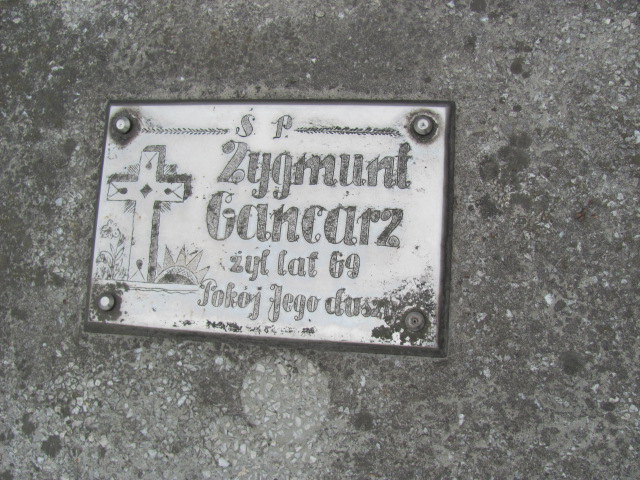 Ś P.
Zygmunt
Gancarz
żył lat 69
Pokój Jego duszy